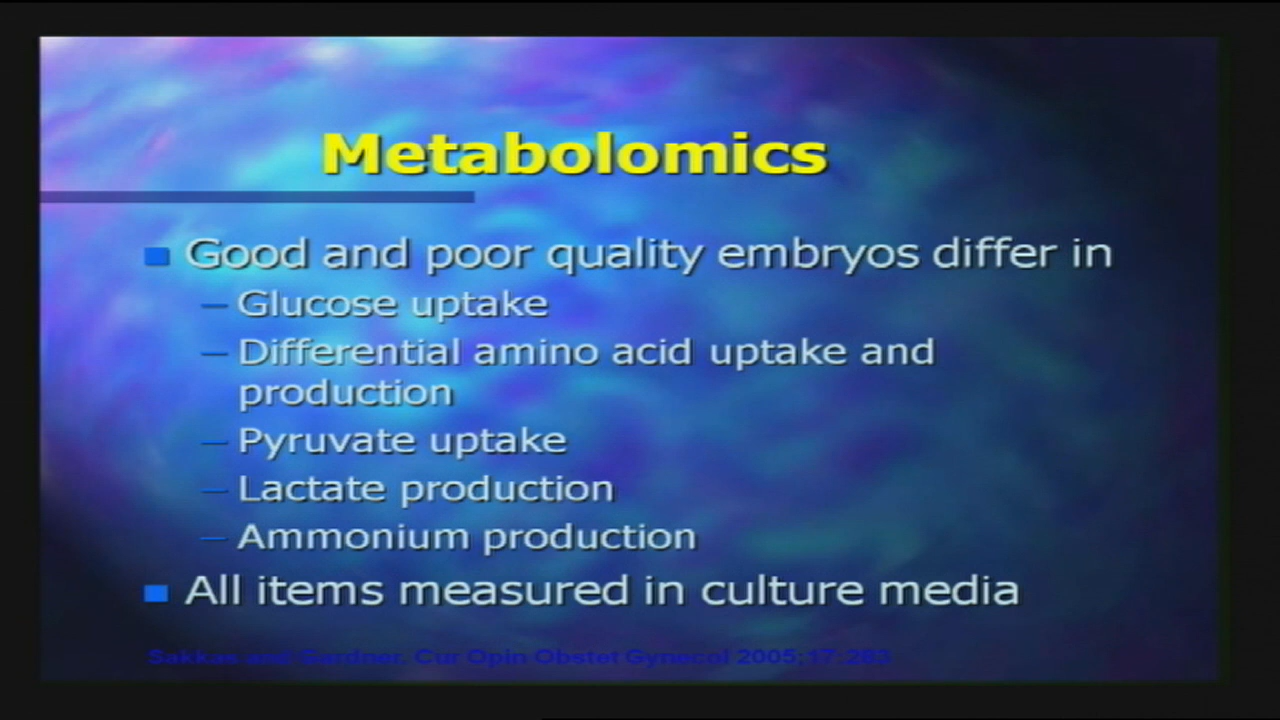 Metabolomics
Good and poor quality embryos differ in
– Glucose uptake
– Differential amino acid uptake and
production
– Pyruvate uptake
– Lactate production
– Ammonium production
All items measured in culture media
Sakkas and Gardner, Cur Opin Obstet Gynecol 2005;17:283